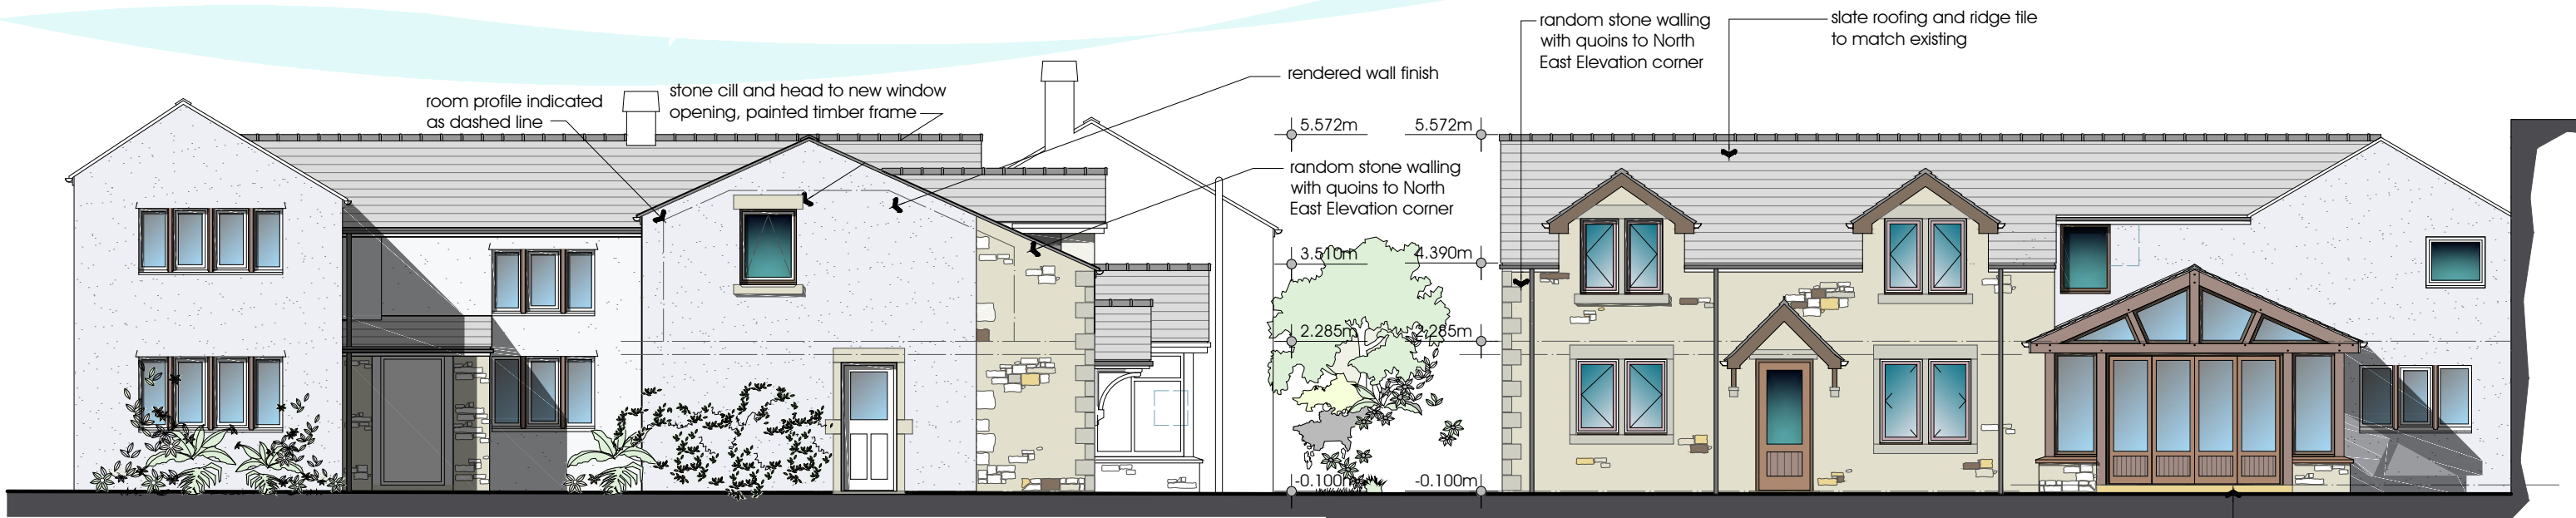 room profile indicated
as dashed line
stone cill and head to new window
opening, painted timber frame
rendered wall finish
random stone walling
with quoins to North
East Elevation corner
5.572m
3.510m
2.285m
-0.100m
5.572m
4.390m
2.285m
-0.100m
random stone walling
with quoins to North
East Elevation corner
slate roofing and ridge tile
to match existing